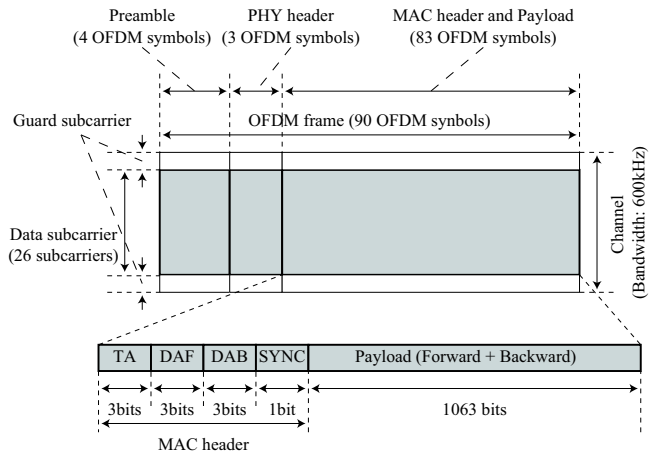 Preamble
(4 OFDM symbols)
PHY header
(3 OFDM symbols)
MAC header and Payload
(83 OFDM symbols)
Guard subcarrier
OFDM frame (90 OFDM synbols)
Data subcarrier
(26 subcarriers)
Channel
(Bandwidth: 600kHz)
TA
DAF
DAB
SYNC
Payload (Forward + Backward)
3bits
3bits
3bits
1bit
1063 bits
MAC header